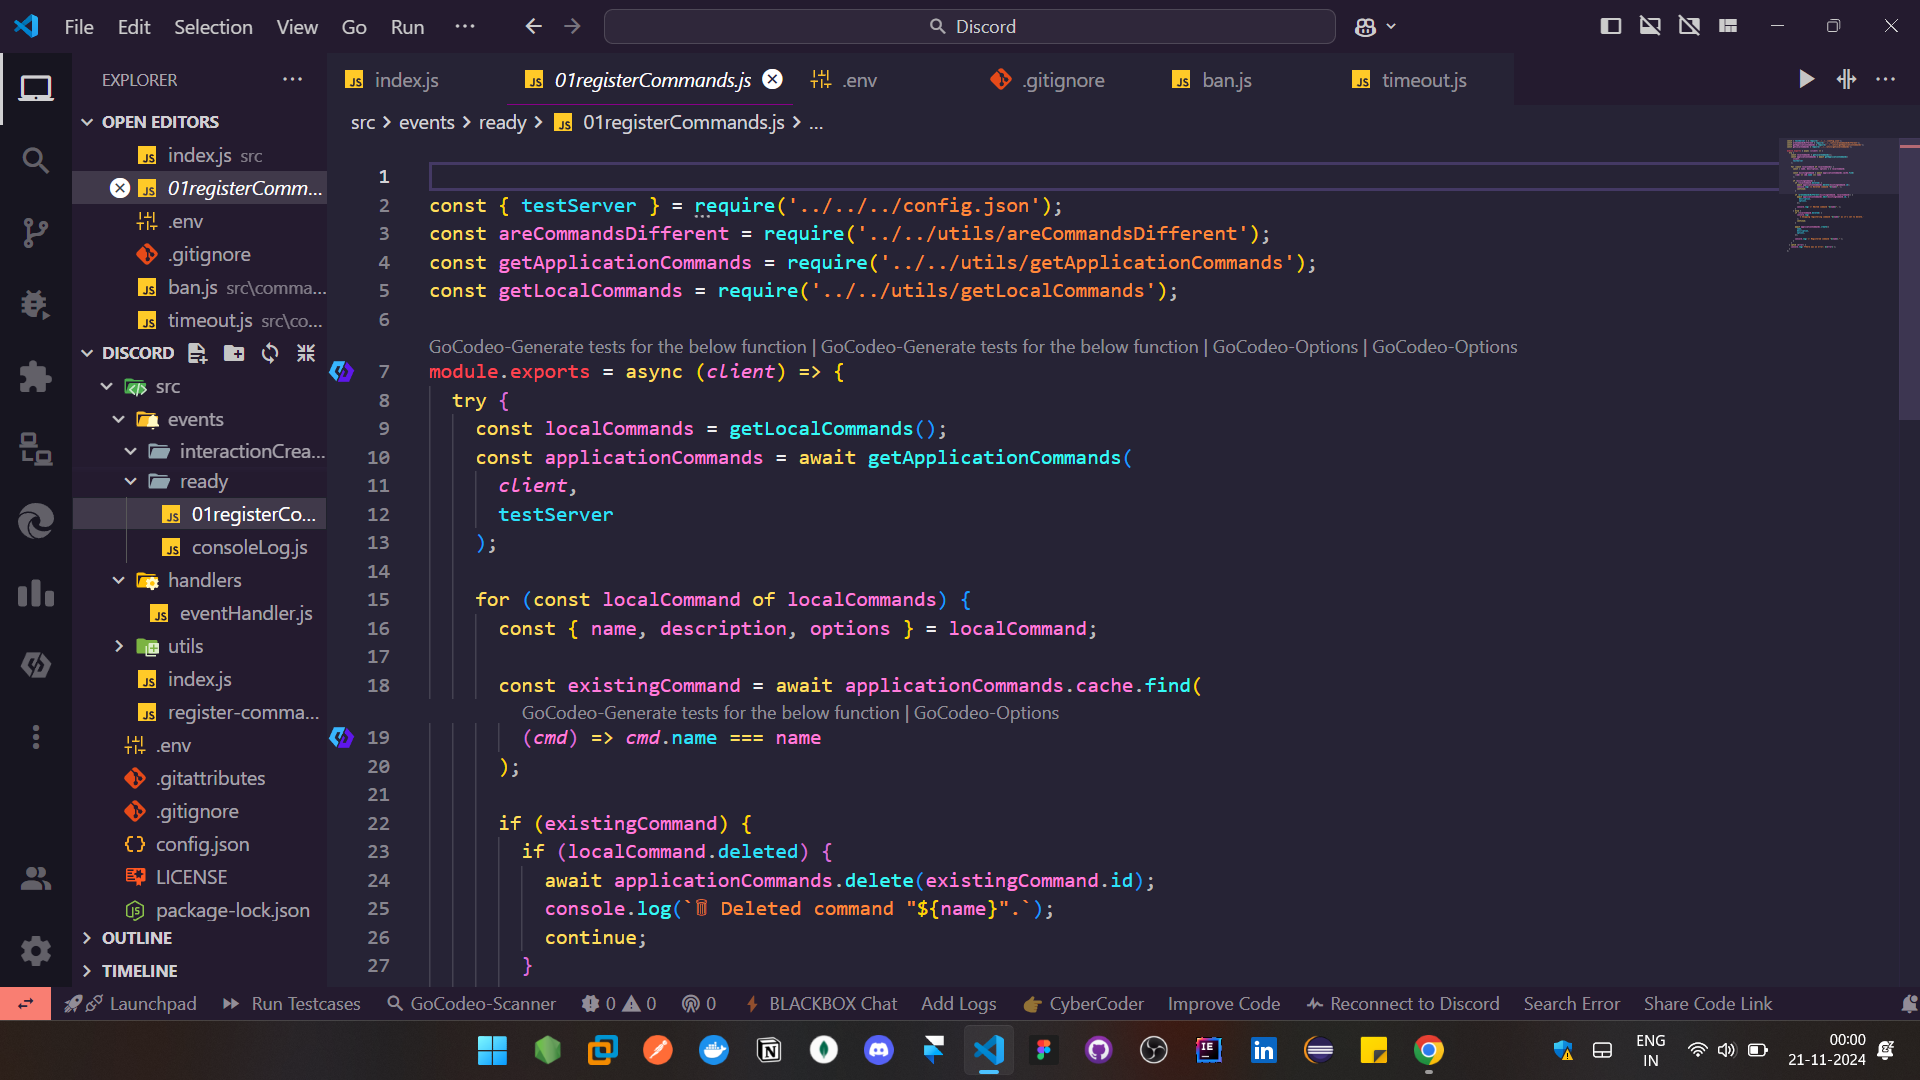 File Edit Selection View Go Run ···
Discord
EXPLORER
OPEN EDITORS
index.js src
01registerComm...
.env
.gitignore
ban.js src\comma...
timeout.js src\co...
DISCORD
src
events
interactionCrea...
ready
01registerCo...
consoleLog.js
handlers
eventHandler.js
utils
index.js
register-comma...
.env
.gitattributes
.gitignore
config.json
LICENSE
package-lock.json
OUTLINE
TIMELINE
index.js 01registerCommands.js .env .gitignore ban.js timeout.js
src > events > ready > 01registerCommands.js > ...
1
2 const { testServer } = require('../../../config.json');
3 const areCommandsDifferent = require('../../utils/areCommandsDifferent');
4 const getApplicationCommands = require('../../utils/getApplicationCommands');
5 const getLocalCommands = require('../../utils/getLocalCommands');
6
GoCodeo-Generate tests for the below function | GoCodeo-Generate tests for the below function | GoCodeo-Options | GoCodeo-Options
7 module.exports = async (client) => {
8 try {
9 const localCommands = getLocalCommands();
10 const applicationCommands = await getApplicationCommands(
11 client,
12 testServer
13 );
14
15 for (const localCommand of localCommands) {
16 const { name, description, options } = localCommand;
17
18 const existingCommand = await applicationCommands.cache.find(
GoCodeo-Generate tests for the below function | GoCodeo-Options
19 (cmd) => cmd.name === name
20 );
21
22 if (existingCommand) {
23 if (localCommand.deleted) {
24 await applicationCommands.delete(existingCommand.id);
25 console.log(`🗑 Deleted command "${name}".`);
26 continue;
27 }
Launchpad Run Testcases GoCodeo-Scanner 0 0 0 BLACKBOX Chat Add Logs CyberCoder Improve Code Reconnect to Discord Search Error Share Code Link
ENG
IN
00:00
21-11-2024